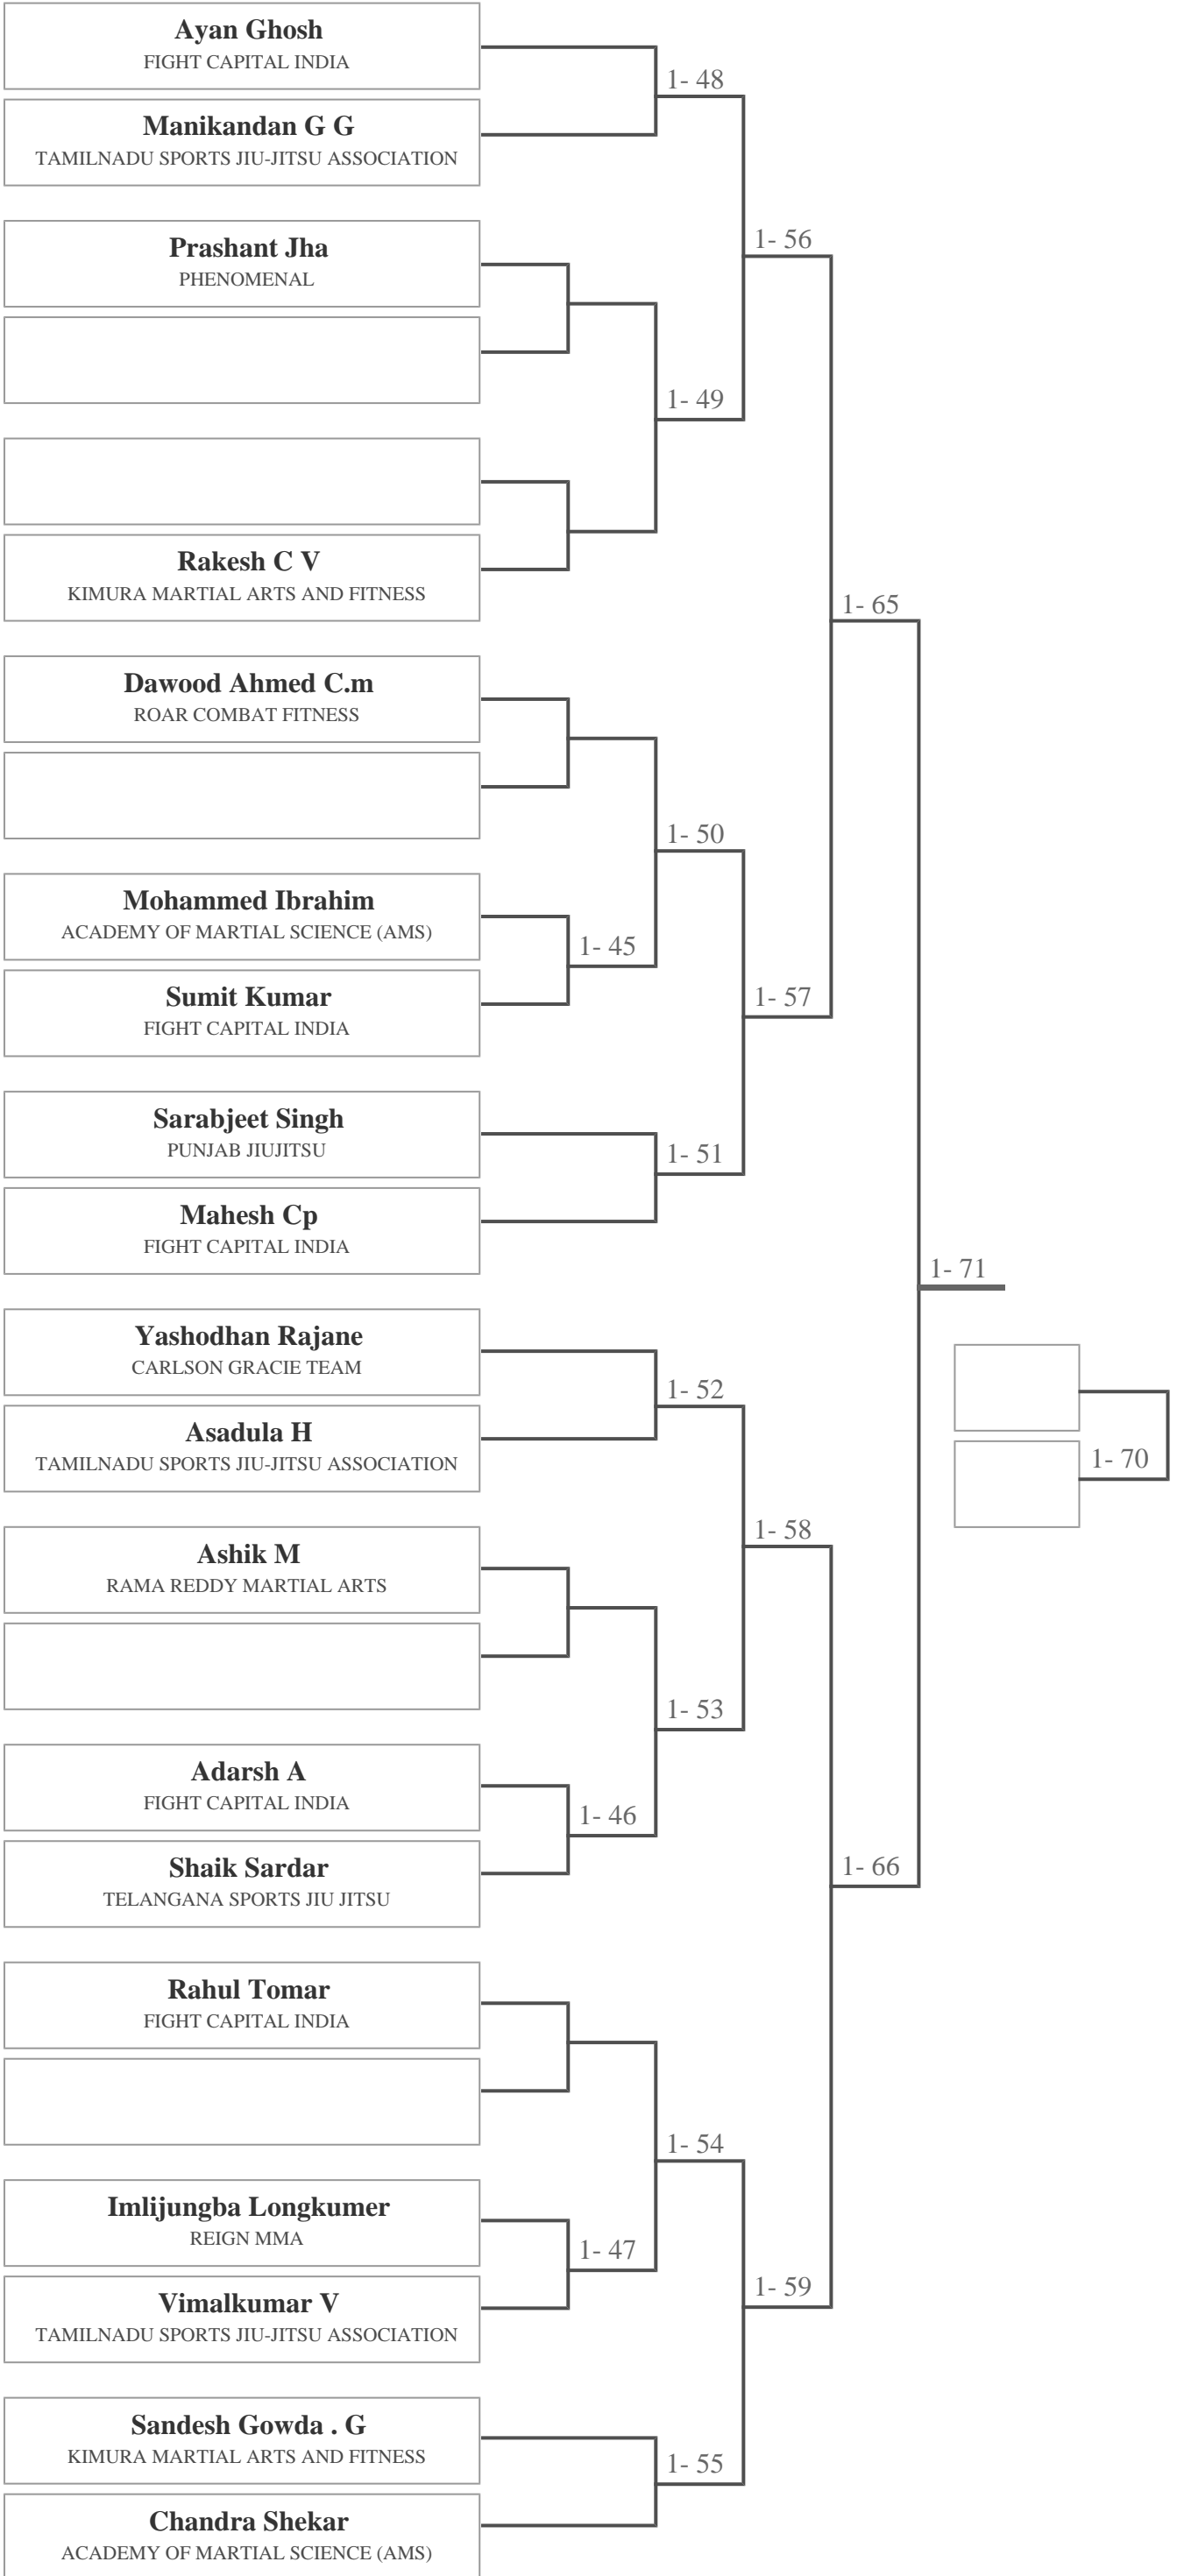 Ayan Ghosh
FIGHT CAPITAL INDIA
1- 48
Manikandan G G
TAMILNADU SPORTS JIU-JITSU ASSOCIATION
Prashant Jha
PHENOMENAL
1- 56
1- 49
Rakesh C V
KIMURA MARTIAL ARTS AND FITNESS
1- 65
Dawood Ahmed C.m
ROAR COMBAT FITNESS
1- 50
Mohammed Ibrahim
ACADEMY OF MARTIAL SCIENCE (AMS)
1- 45
Sumit Kumar
FIGHT CAPITAL INDIA
1- 57
Sarabjeet Singh
PUNJAB JIUJITSU
1- 51
Mahesh Cp
FIGHT CAPITAL INDIA
1- 71
Yashodhan Rajane
CARLSON GRACIE TEAM
1- 52
Asadula H
TAMILNADU SPORTS JIU-JITSU ASSOCIATION
1- 70
1- 58
Ashik M
RAMA REDDY MARTIAL ARTS
1- 53
Adarsh A
FIGHT CAPITAL INDIA
1- 46
Shaik Sardar
TELANGANA SPORTS JIU JITSU
1- 66
Rahul Tomar
FIGHT CAPITAL INDIA
1- 54
Imlijungba Longkumer
REIGN MMA
1- 47
Vimalkumar V
TAMILNADU SPORTS JIU-JITSU ASSOCIATION
1- 59
Sandesh Gowda . G
KIMURA MARTIAL ARTS AND FITNESS
1- 55
Chandra Shekar
ACADEMY OF MARTIAL SCIENCE (AMS)